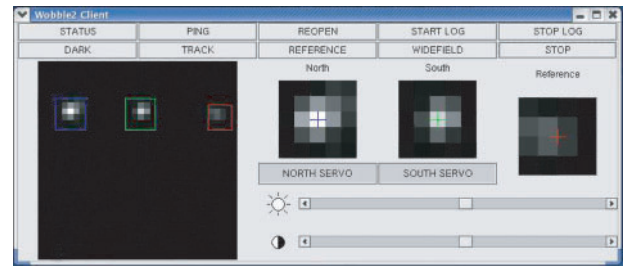 Wobble2 Client
STATUS PING REOPEN START LOG STOP LOG
DARK TRACK REFERENCE WIDEFIELD STOP
North South Reference
NORTH SERVO SOUTH SERVO